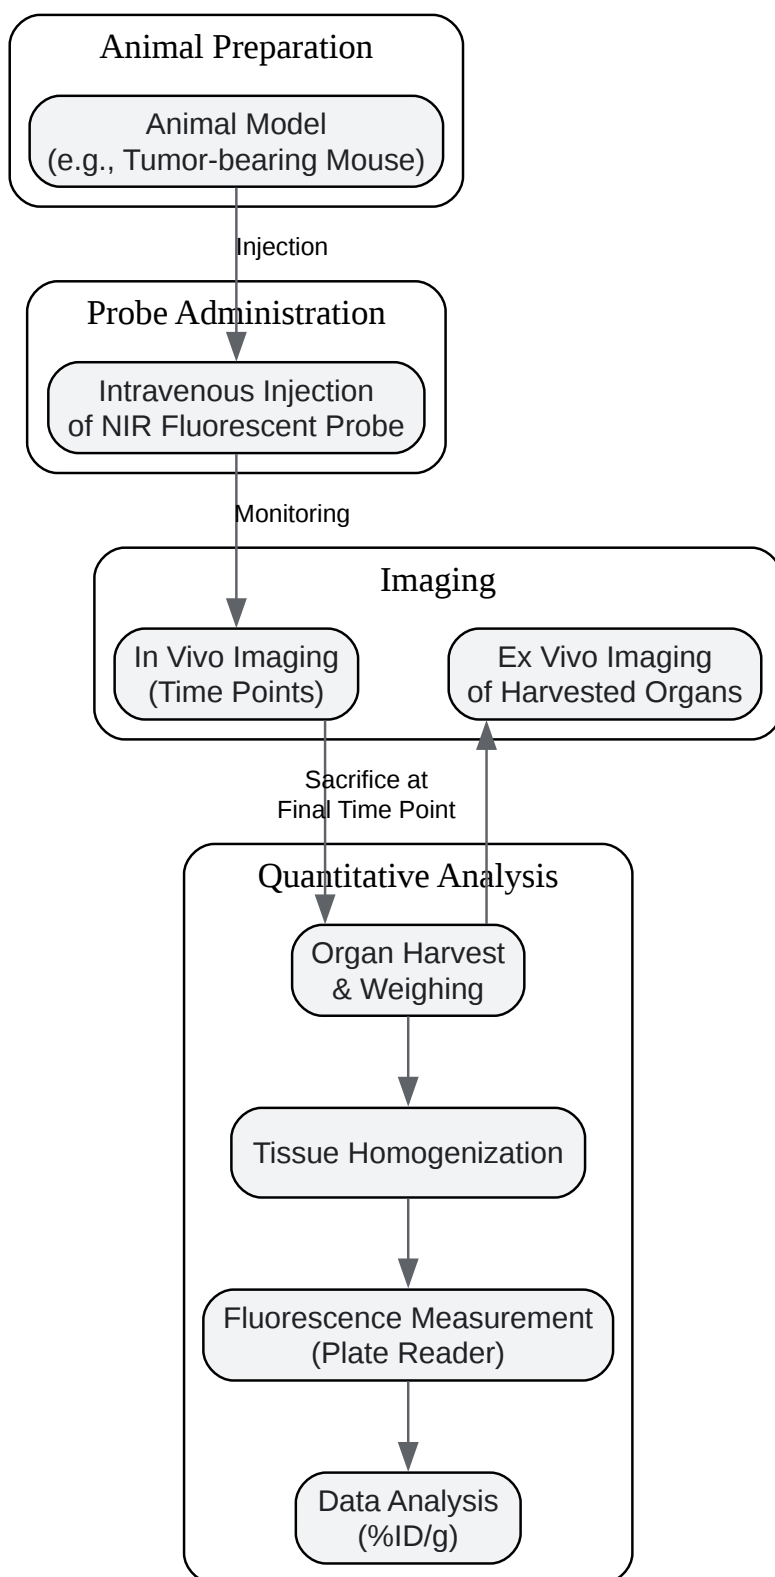 Animal Preparation
Animal Model
(e.g., Tumor-bearing Mouse)
Injection
Probe Administration
Intravenous Injection
of NIR Fluorescent Probe
Monitoring
Imaging
In Vivo Imaging
(Time Points)
Ex Vivo Imaging
of Harvested Organs
Sacrifice at
Final Time Point
Quantitative Analysis
Organ Harvest
& Weighing
Tissue Homogenization
Fluorescence Measurement
(Plate Reader)
Data Analysis
(%ID/g)